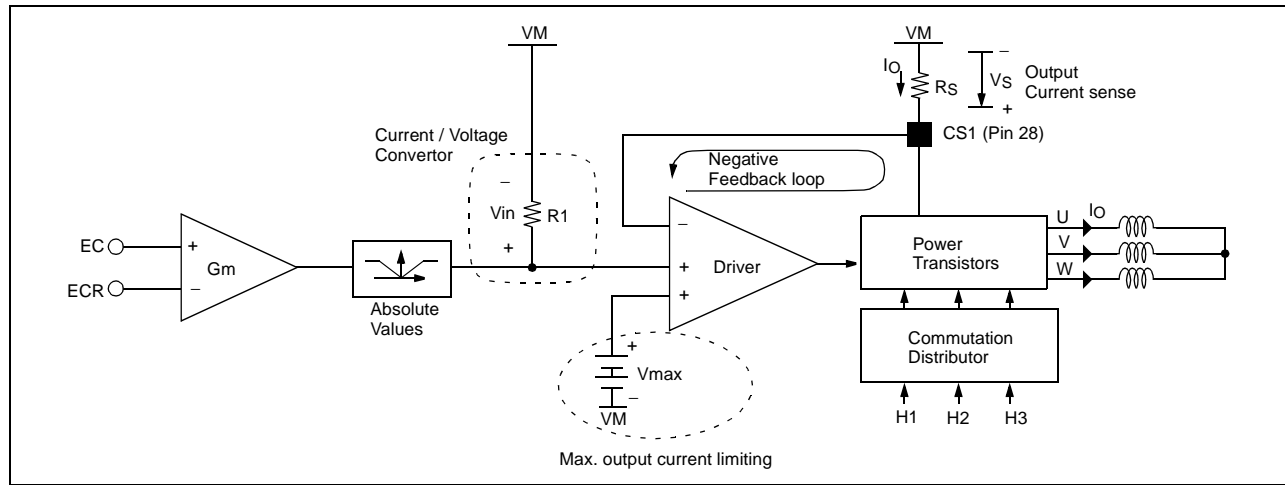 VM
VM
IO
RS
−
VS
+
Output
Current sense
CS1 (Pin 28)
Current / Voltage
Convertor
Negative
Feedback loop
−
Vin
+
R1
EC
ECR
+
−
Gm
Absolute
Values
−
+
+
Driver
Power
Transistors
U
V
W
IO
+
Vmax
−
VM
Commutation
Distributor
H1
H2
H3
Max. output current limiting